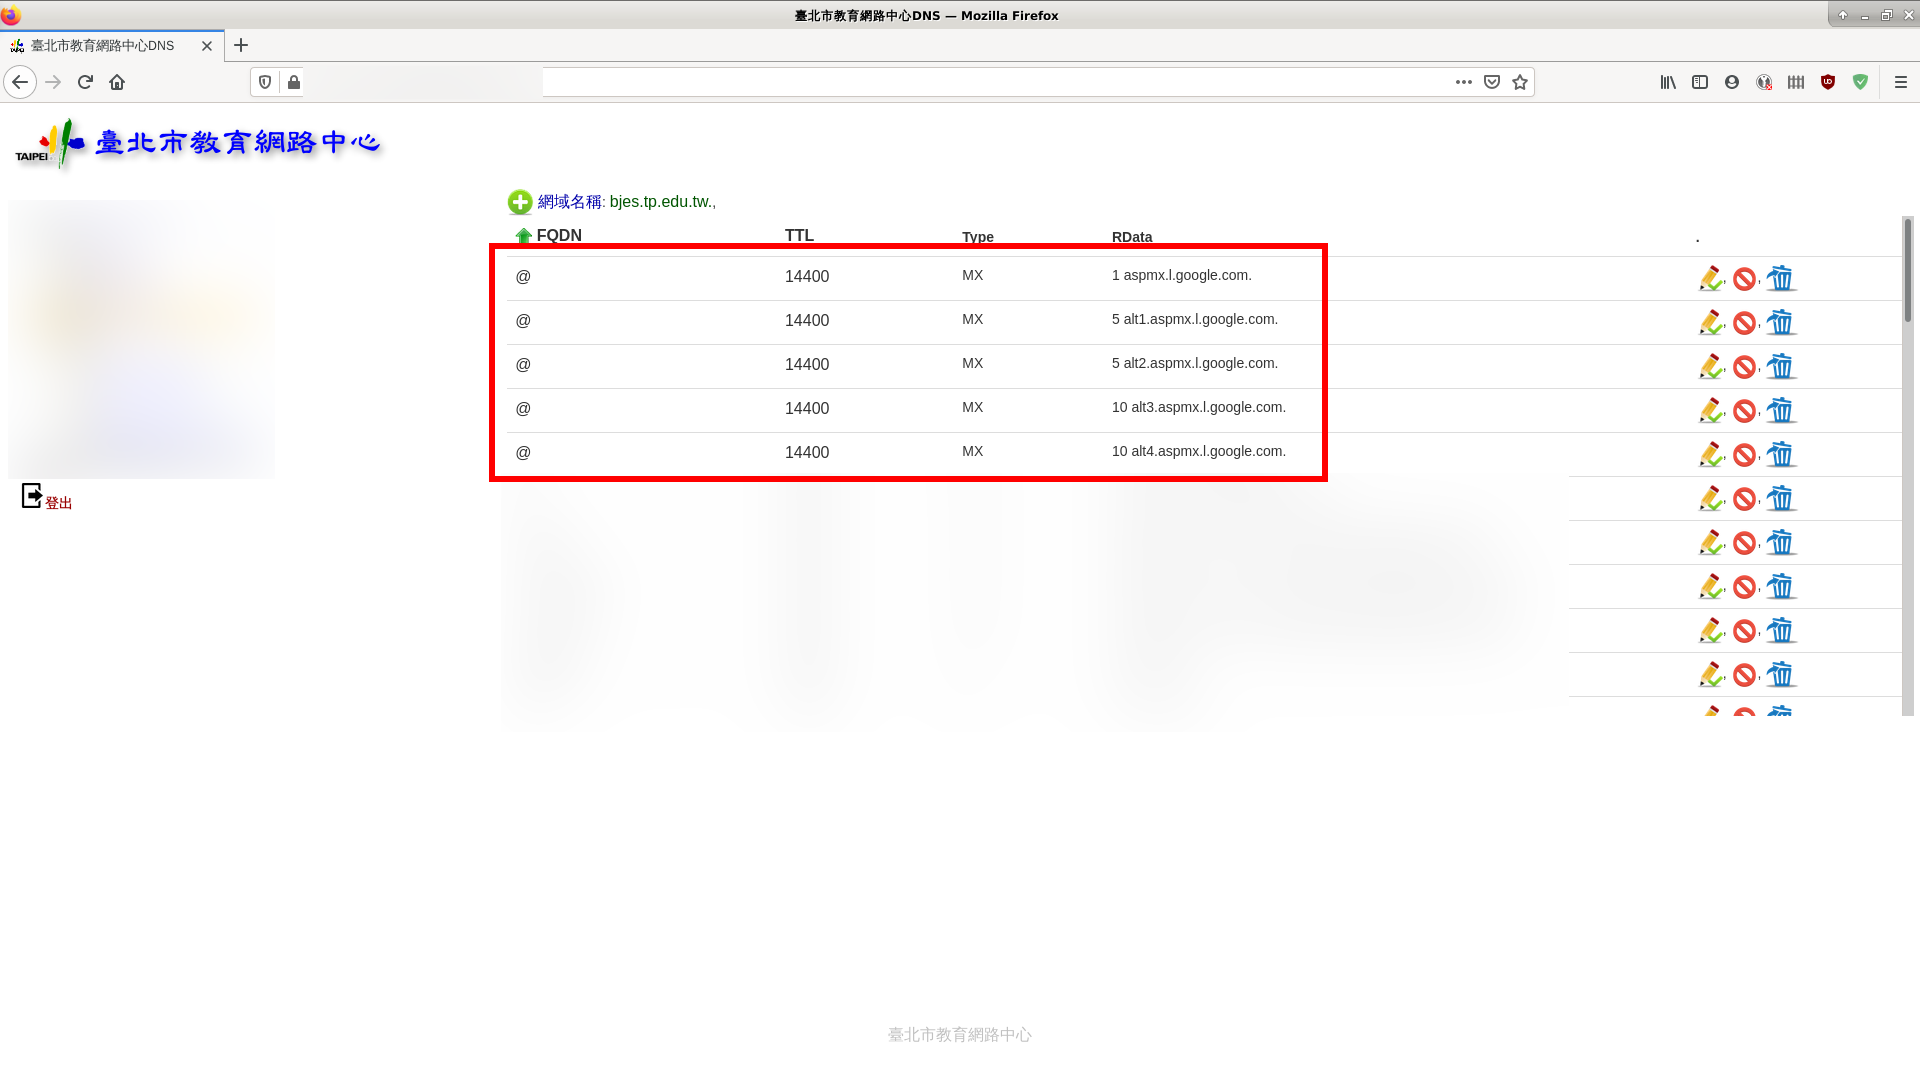 臺北市教育網路中心DNS — Mozilla Firefox
臺北市教育網路中心DNS
TAIPEI 臺北市教育網路中心
網域名稱: bjes.tp.edu.tw.,
FQDN TTL Type RData .
@ 14400 MX 1 aspmx.l.google.com. , ,
@ 14400 MX 5 alt1.aspmx.l.google.com. , ,
@ 14400 MX 5 alt2.aspmx.l.google.com. , ,
@ 14400 MX 10 alt3.aspmx.l.google.com. , ,
@ 14400 MX 10 alt4.aspmx.l.google.com. , ,
登出
臺北市教育網路中心